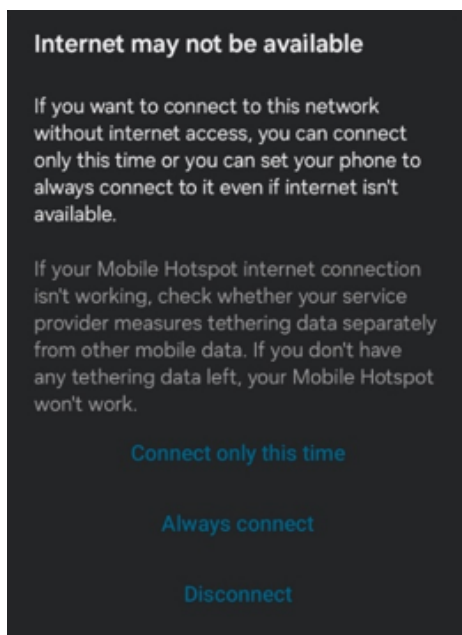 Internet may not be available
If you want to connect to this network
without internet access, you can connect
only this time or you can set your phone to
always connect to it even if internet isn't
available.
If your Mobile Hotspot internet connection
isn't working, check whether your service
provider measures tethering data separately
from other mobile data. If you don't have
any tethering data left, your Mobile Hotspot
won't work.
Connect only this time
Always connect
Disconnect